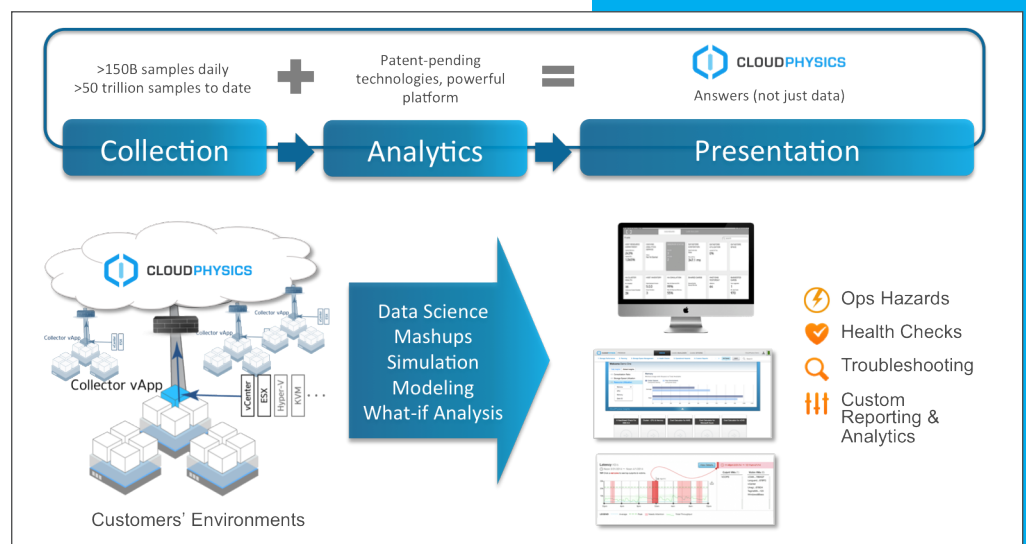 >150B samples daily
>50 trillion samples to date
Patent-pending
technologies, powerful
platform
CLOUDPHYSICS
Answers (not just data)
Collection
Analytics
Presentation
CLOUDPHYSICS
Collector vApp
Collector vApp
Collector vApp
Collector vApp
vCenter
ESX
Hyper-V
KVM
...
Customers' Environments
Data Science
Mashups
Simulation
Modeling
What-if Analysis
Latency
Ops Hazards
Health Checks
Troubleshooting
Custom
Reporting &
Analytics